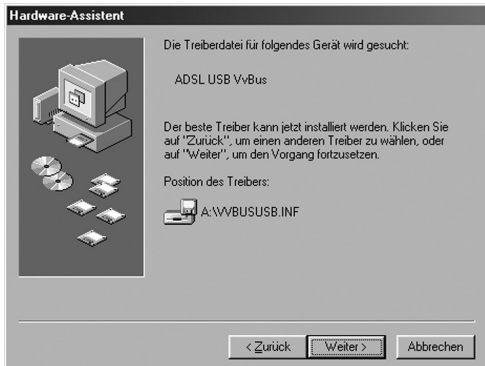 Hardware-Assistent
Die Treiberdatei für folgendes Gerät wird gesucht:
ADSL USB VvBus
Der beste Treiber kann jetzt installiert werden. Klicken Sie
auf "Zurück", um einen anderen Treiber zu wählen, oder
auf "Weiter", um den Vorgang fortzusetzen.
Position des Treibers:
A:\VVBUSUSB.INF
< Zurück
Weiter >
Abbrechen